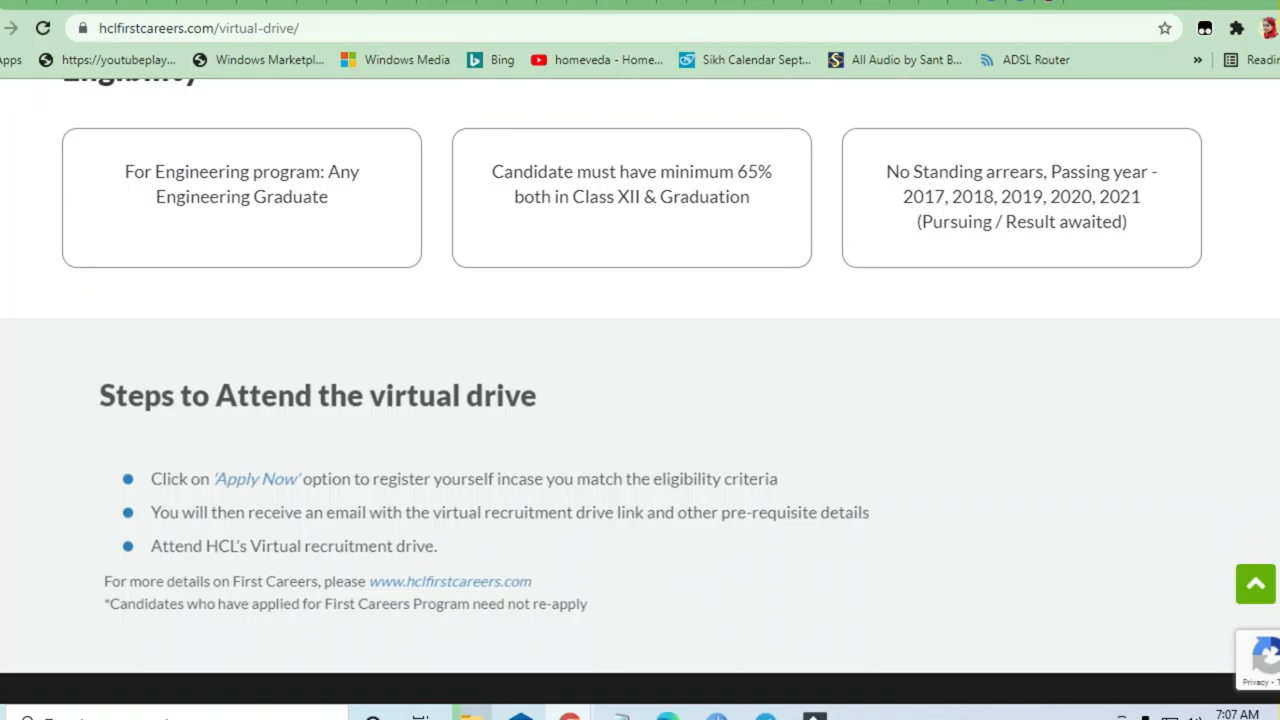 hclfirstcareers.com/virtual-drive/
Apps https://youtubeplay... Windows Marketpl... Windows Media Bing homeveda - Home... Sikh Calendar Sept... All Audio by Sant B... ADSL Router »
Eligibility
For Engineering program: Any
Engineering Graduate
Candidate must have minimum 65%
both in Class XII & Graduation
No Standing arrears, Passing year -
2017, 2018, 2019, 2020, 2021
(Pursuing / Result awaited)
Steps to Attend the virtual drive
Click on 'Apply Now' option to register yourself incase you match the eligibility criteria
You will then receive an email with the virtual recruitment drive link and other pre-requisite details
Attend HCL's Virtual recruitment drive.
For more details on First Careers, please www.hclfirstcareers.com
*Candidates who have applied for First Careers Program need not re-apply
Privacy - T
7:07 AM